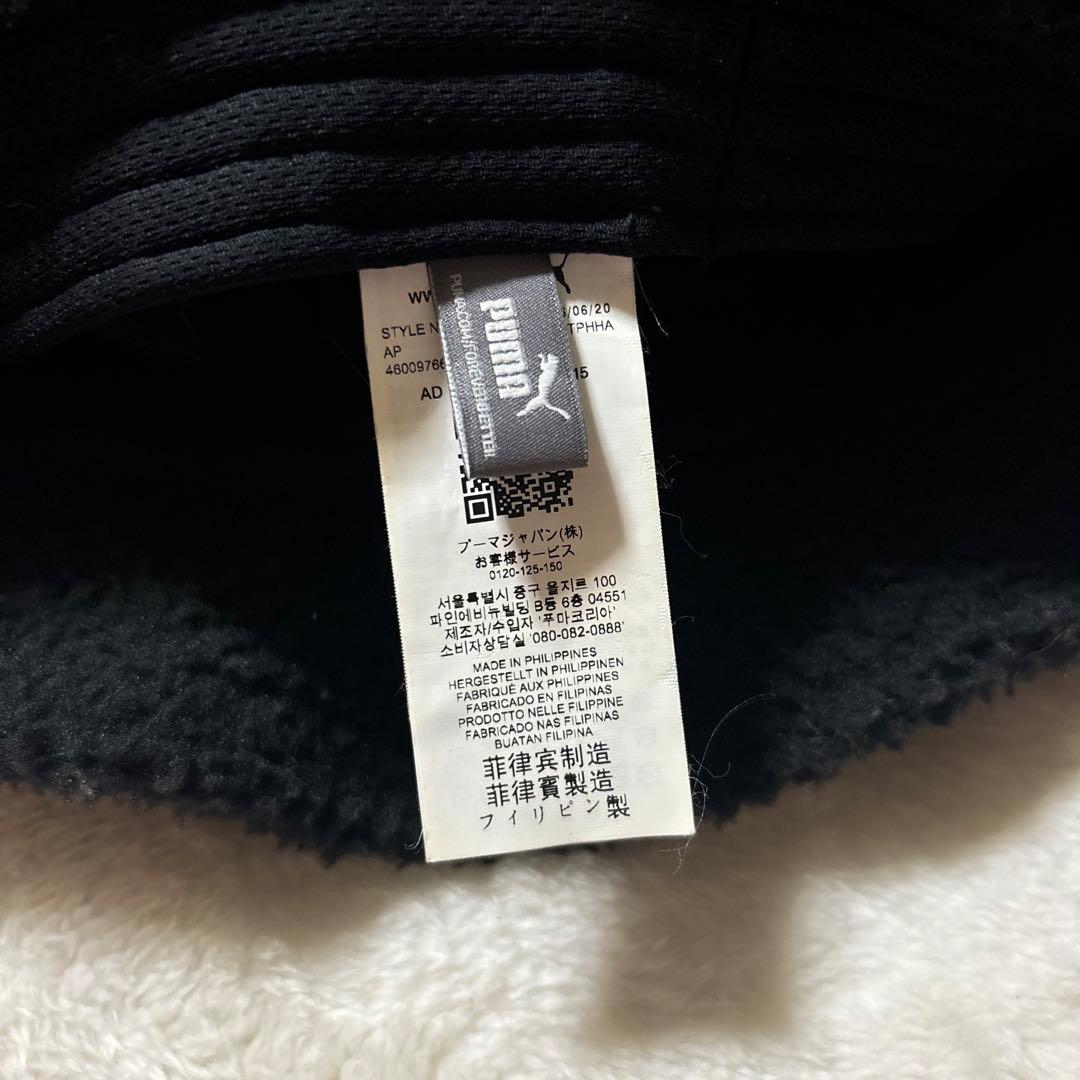 WW
/06/20
STYLE N
TPHHA
AP
4600976
15
AD
PUMA
PUMA.COM/FOREVERBETTER
プーマジャパン(株)
お客様サービス
0120-125-150
서울특별시 중구 을지르 100
파인에비뉴빌딩 B동 6층 04551
제조자/수입자 '푸마코리아'
소비자상담실 '080-082-0888'
MADE IN PHILIPPINES
HERGESTELLT IN PHILIPPINEN
FABRIQUÉ AUX PHILIPPINES
FABRICADO EN FILIPINAS
PRODOTTO NELLE FILIPPINE
FABRICADO NAS FILIPINAS
BUATAN FILIPINA
菲律宾制造
菲律賓製造
フィリピン製